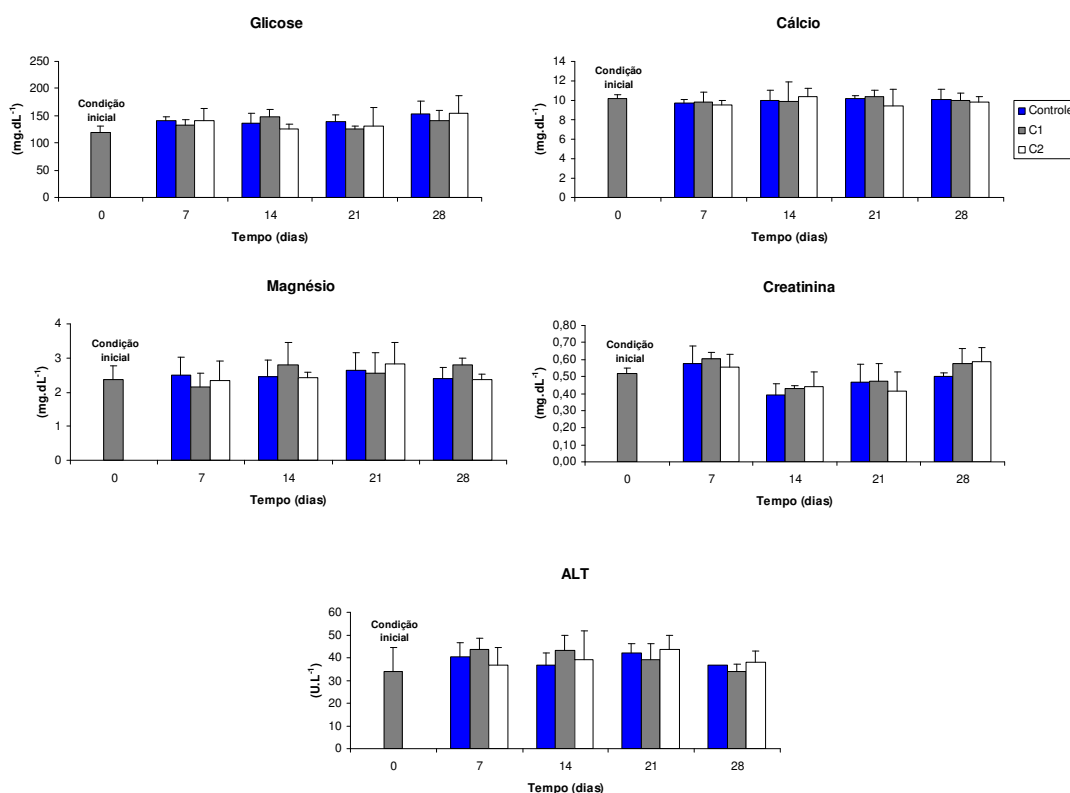 Glicose
250
200
150
100
50
0
(mg.dL⁻¹)
Condição
inicial
0 7 14 21 28
Tempo (dias)
Cálcio
14
12
10
8
6
4
2
0
(mg.dL⁻¹)
Condição
inicial
0 7 14 21 28
Tempo (dias)
Controle
C1
C2
Magnésio
4
3
2
1
0
(mg.dL⁻¹)
Condição
inicial
0 7 14 21 28
Tempo (dias)
Creatinina
0,80
0,70
0,60
0,50
0,40
0,30
0,20
0,10
0,00
(mg.dL⁻¹)
Condição
inicial
0 7 14 21 28
Tempo (dias)
ALT
60
50
40
30
20
10
0
(U.L⁻¹)
Condição
inicial
0 7 14 21 28
Tempo (dias)